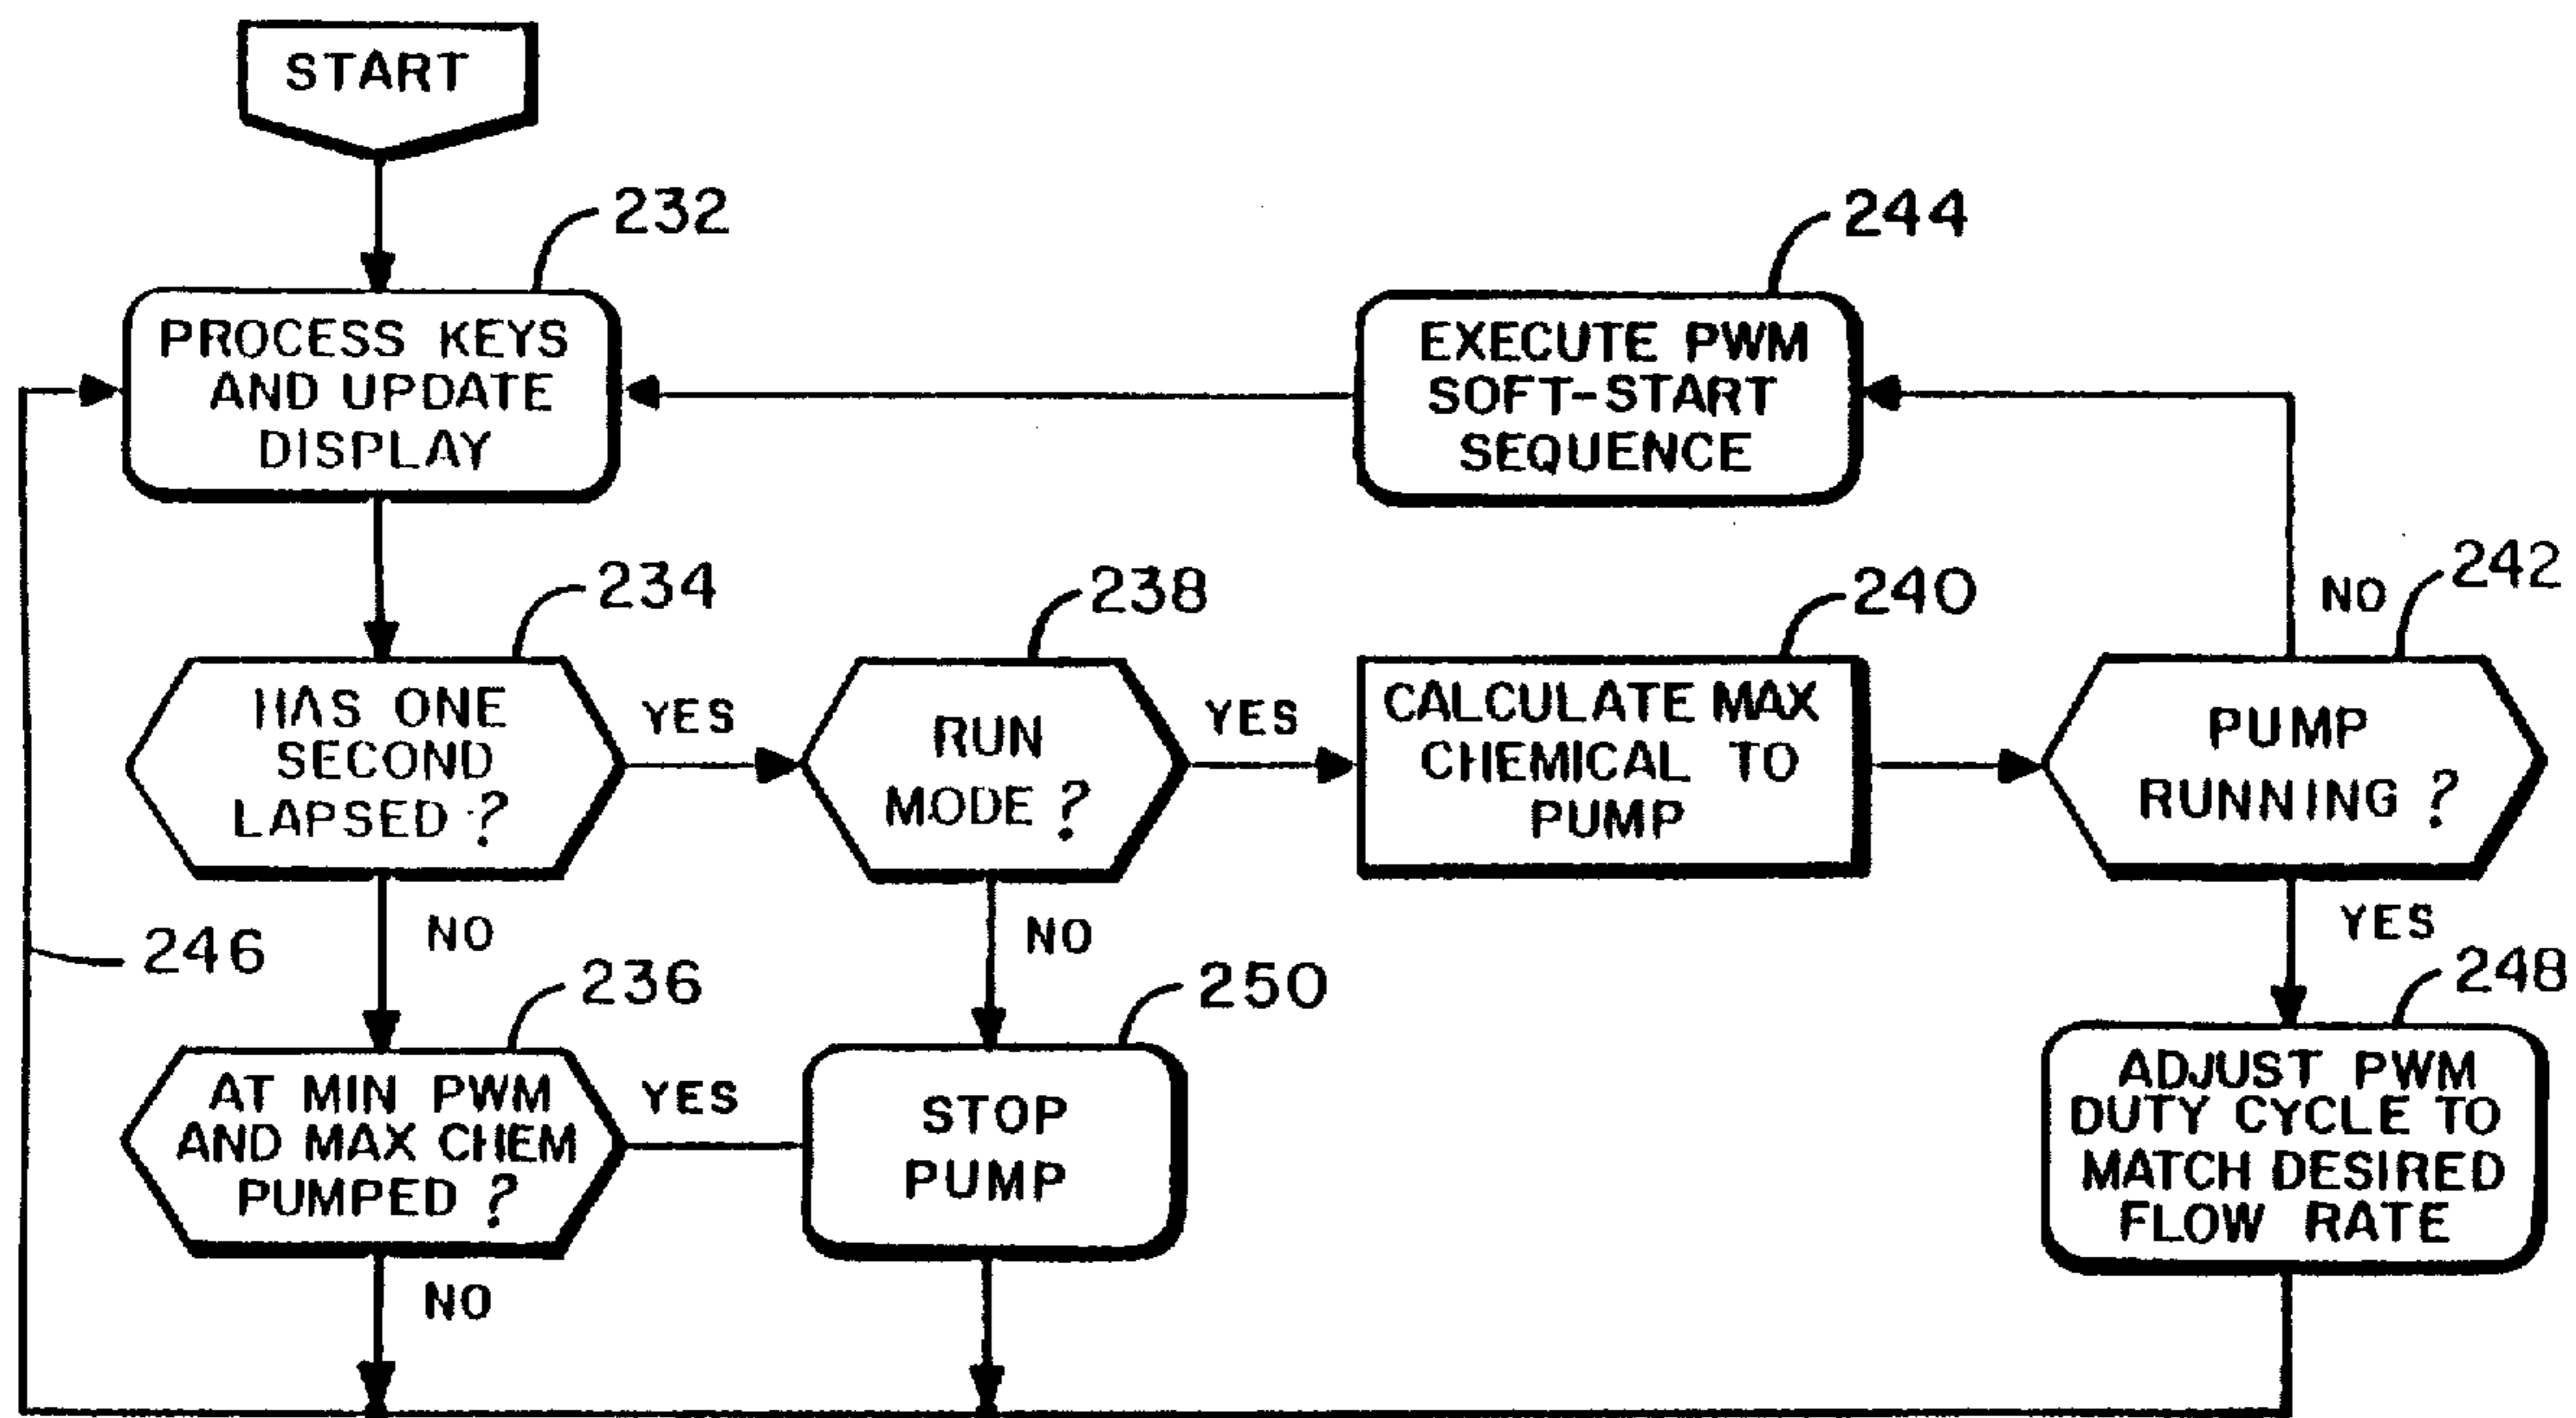 START
232
PROCESS KEYS
AND UPDATE
DISPLAY
244
EXECUTE PWM
SOFT-START
SEQUENCE
234
HAS ONE
SECOND
LAPSED ?
YES
238
RUN
MODE ?
YES
240
CALCULATE MAX
CHEMICAL TO
PUMP
242
NO
PUMP
RUNNING ?
YES
246
NO
NO
236
AT MIN PWM
AND MAX CHEM
PUMPED ?
YES
NO
250
STOP
PUMP
248
ADJUST PWM
DUTY CYCLE TO
MATCH DESIRED
FLOW RATE